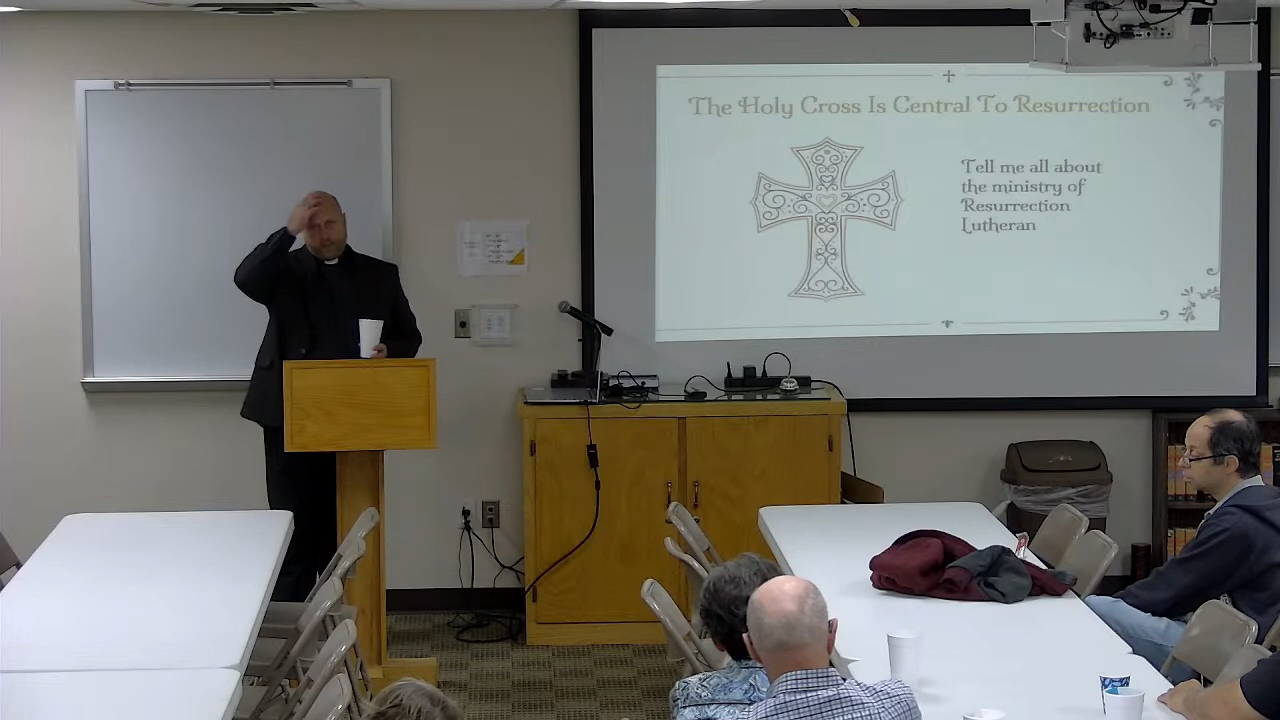 The Holy Cross Is Central To Resurrection
Tell me all about
the ministry of
Resurrection
Lutheran